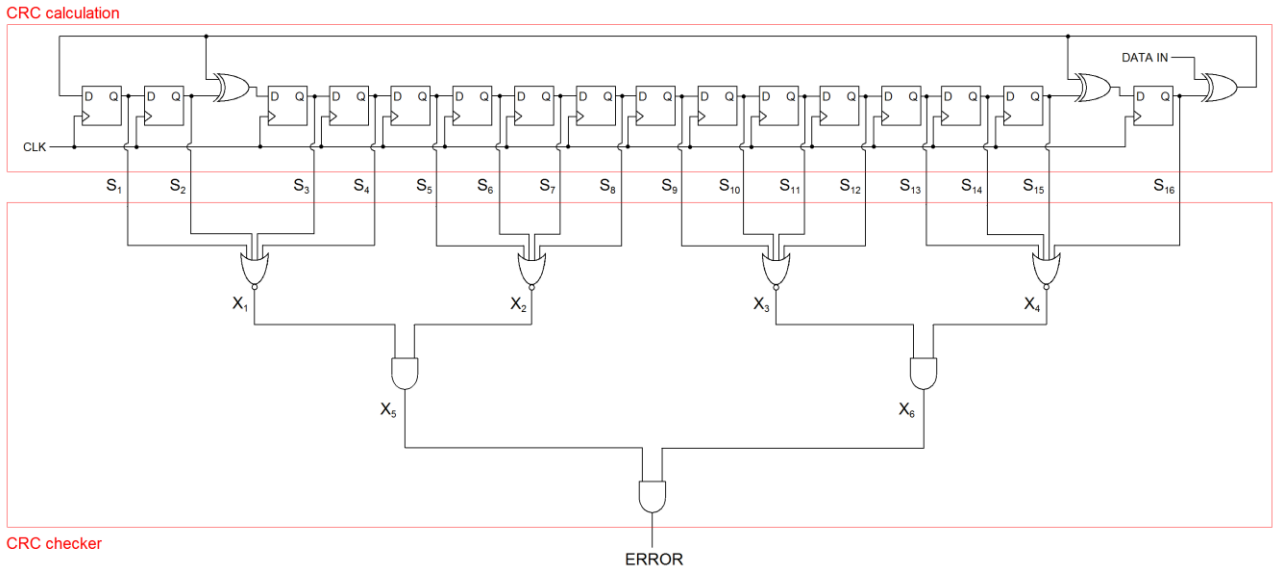 CRC calculation
DATA IN
D Q D Q D Q D Q D Q D Q D Q D Q D Q D Q D Q D Q D Q D Q D Q D Q
CLK
S₁ S₂ S₃ S₄ S₅ S₆ S₇ S₈ S₉ S₁₀ S₁₁ S₁₂ S₁₃ S₁₄ S₁₅ S₁₆
X₁ X₂ X₃ X₄
X₅ X₆
CRC checker
ERROR